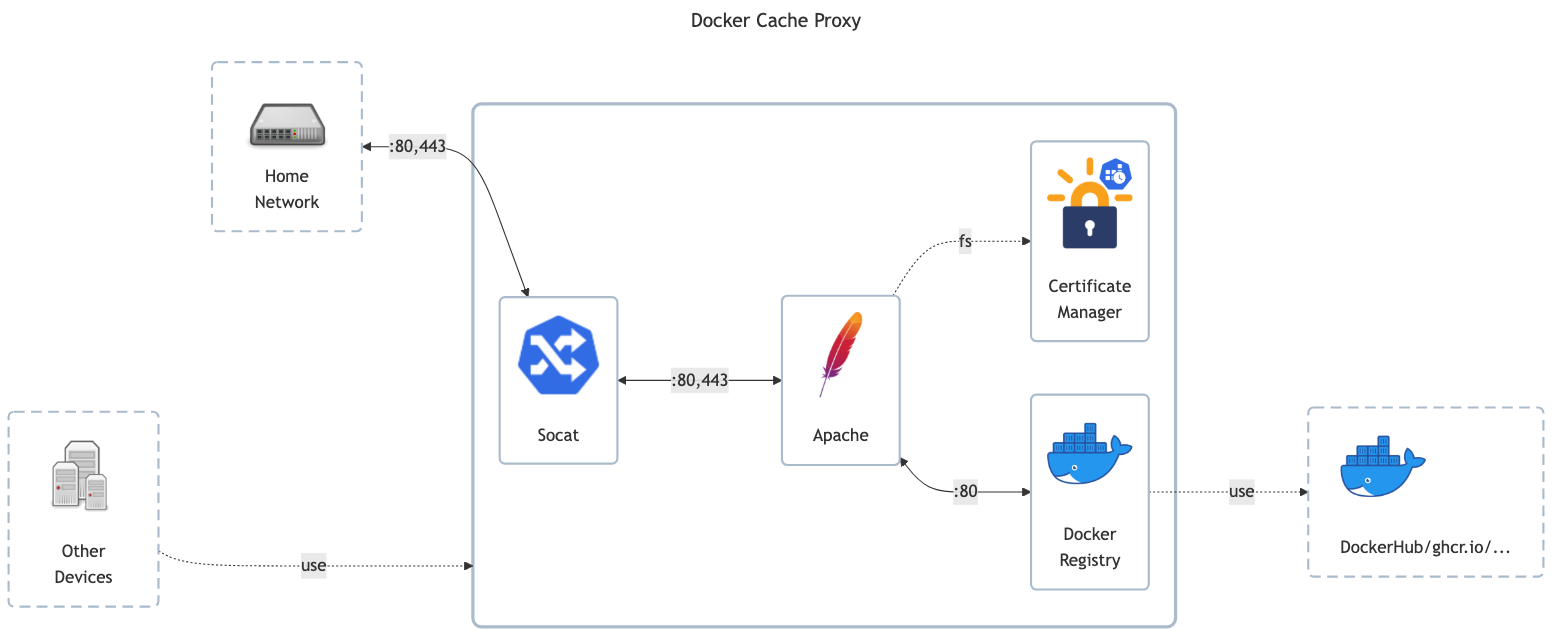 Docker Cache Proxy
Home
Network
:80,443
fs
Certificate
Manager
Socat
:80,443
Apache
:80
Docker
Registry
use
DockerHub/ghcr.io/...
Other
Devices
use